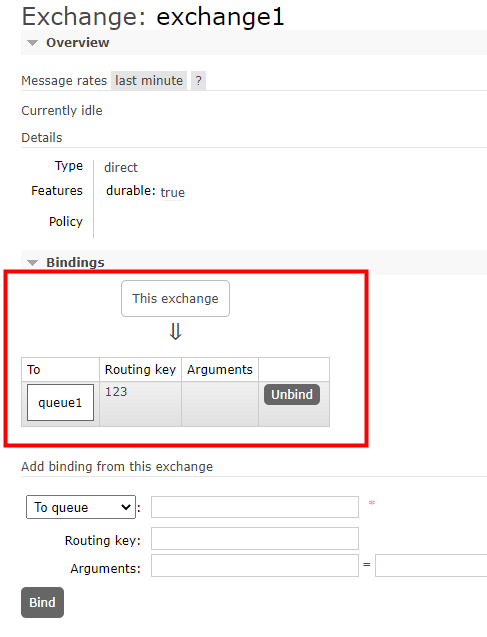 Exchange: exchange1
Overview
Message rates last minute ?
Currently idle
Details
Type direct
Features durable: true
Policy
Bindings
This exchange
⇓
To Routing key Arguments
queue1 123 Unbind
Add binding from this exchange
To queue : *
Routing key:
Arguments: =
Bind